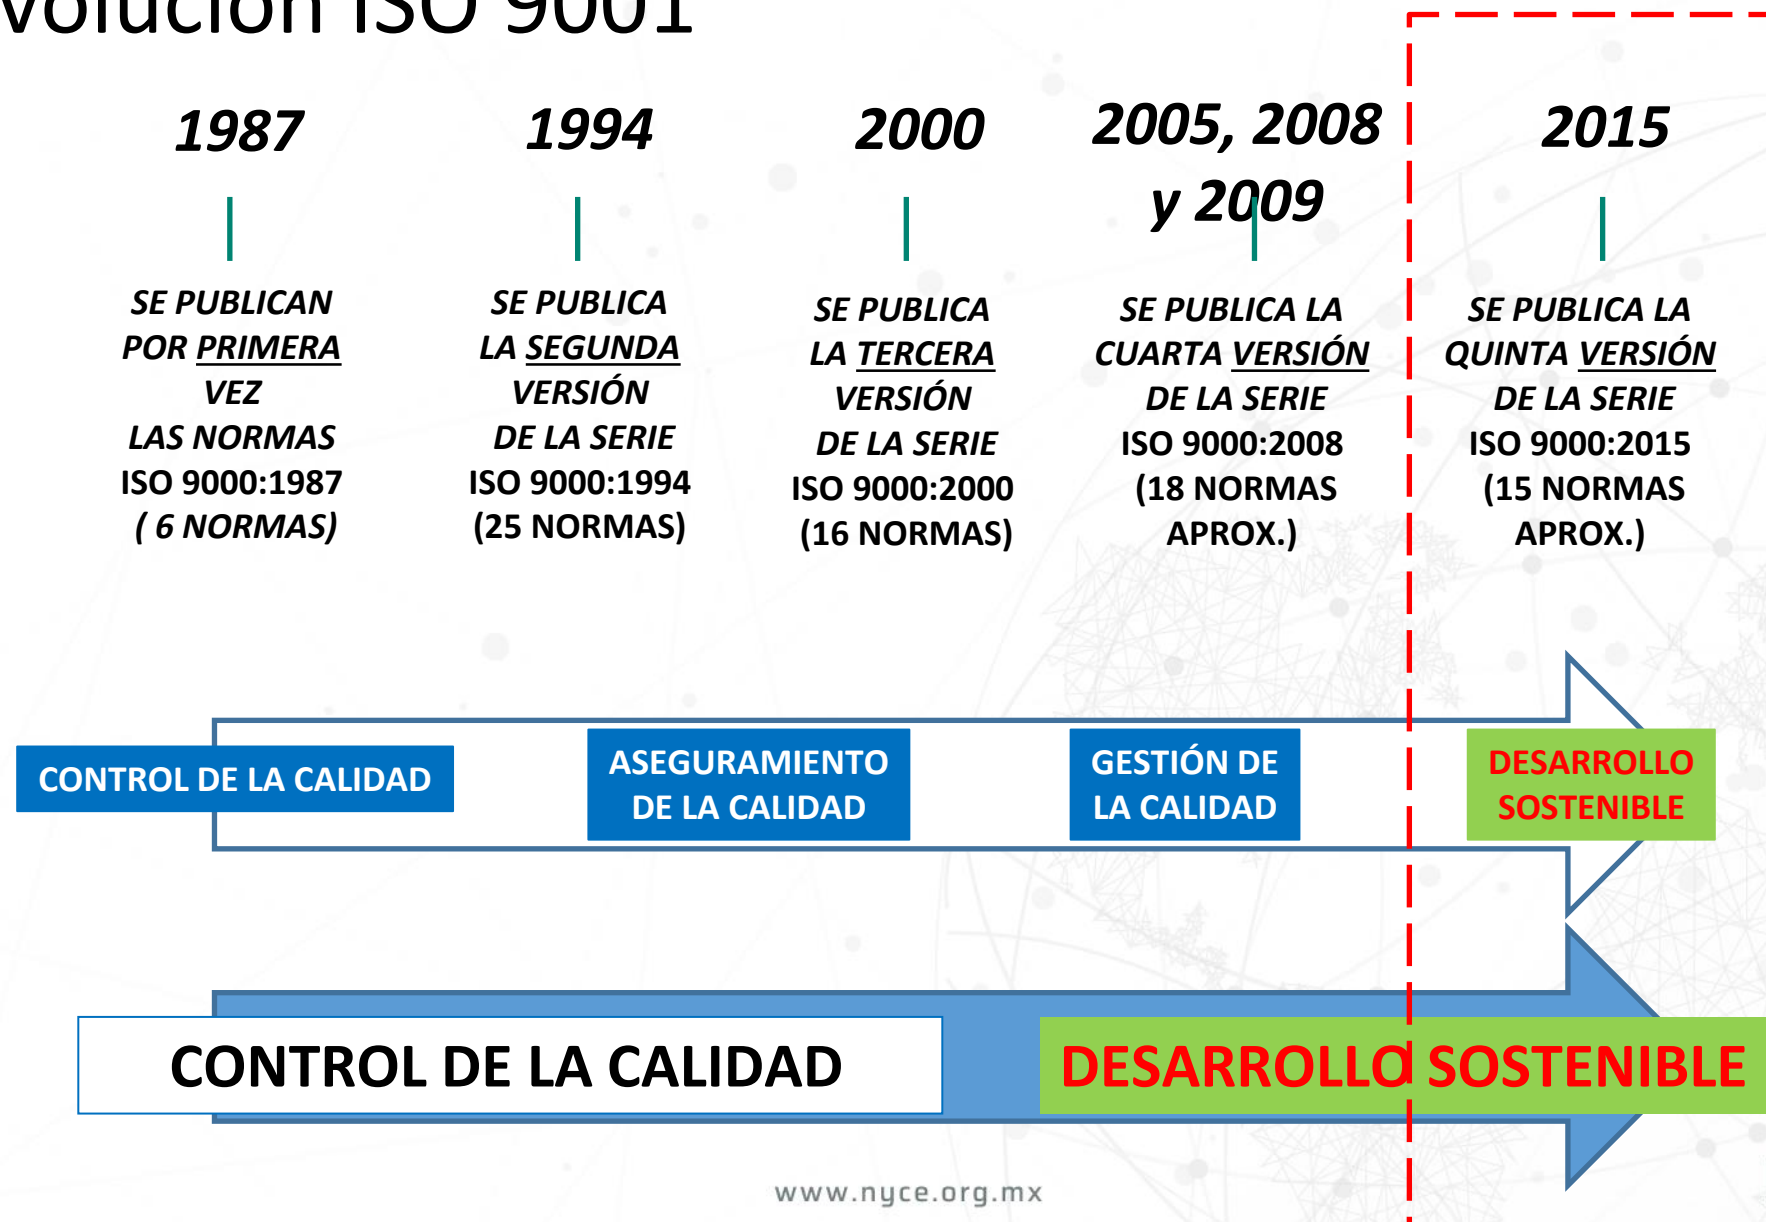 volución ISO 9001
1987
SE PUBLICAN
POR PRIMERA
VEZ
LAS NORMAS
ISO 9000:1987
( 6 NORMAS)
1994
SE PUBLICA
LA SEGUNDA
VERSIÓN
DE LA SERIE
ISO 9000:1994
(25 NORMAS)
2000
SE PUBLICA
LA TERCERA
VERSIÓN
DE LA SERIE
ISO 9000:2000
(16 NORMAS)
2005, 2008
y 2009
SE PUBLICA LA
CUARTA VERSIÓN
DE LA SERIE
ISO 9000:2008
(18 NORMAS
APROX.)
2015
SE PUBLICA LA
QUINTA VERSIÓN
DE LA SERIE
ISO 9000:2015
(15 NORMAS
APROX.)
CONTROL DE LA CALIDAD
ASEGURAMIENTO
DE LA CALIDAD
GESTIÓN DE
LA CALIDAD
DESARROLLO
SOSTENIBLE
CONTROL DE LA CALIDAD
DESARROLLO SOSTENIBLE
www.nyce.org.mx